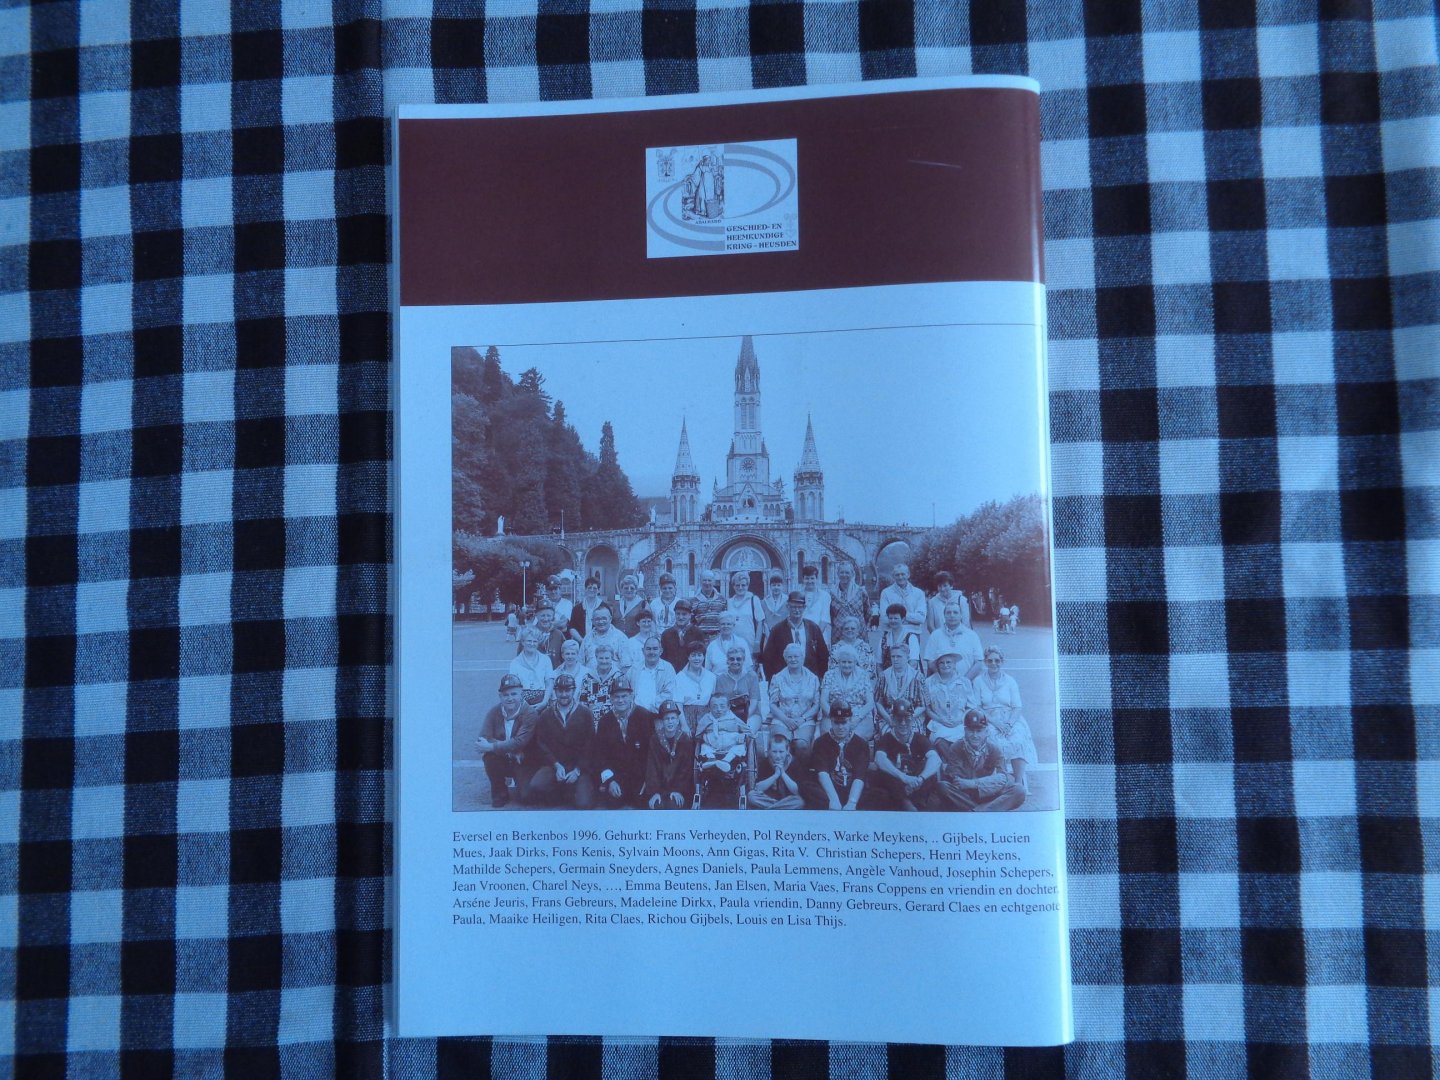 GESCHIED- EN
HEEMKUNDIGE
KRING - HEUSDEN
Eversel en Berkenbos 1996. Gehurkt: Frans Verheyden, Pol Reynders, Warke Meykens, .. Gijbels, Lucien
Mues, Jaak Dirks, Fons Kenis, Sylvain Moons, Ann Gigas, Rita V. Christian Schepers, Henri Meykens,
Mathilde Schepers, Germain Sneyders, Agnes Daniels, Paula Lemmens, Angèle Vanhoud, Josephin Schepers,
Jean Vroonen, Charel Neys, …, Emma Beutens, Jan Elsen, Maria Vaes, Frans Coppens en vriendin en dochter,
Arséne Jeuris, Frans Gebreurs, Madeleine Dirkx, Paula vriendin, Danny Gebreurs, Gerard Claes en echtgenote
Paula, Maaike Heiligen, Rita Claes, Richou Gijbels, Louis en Lisa Thijs.